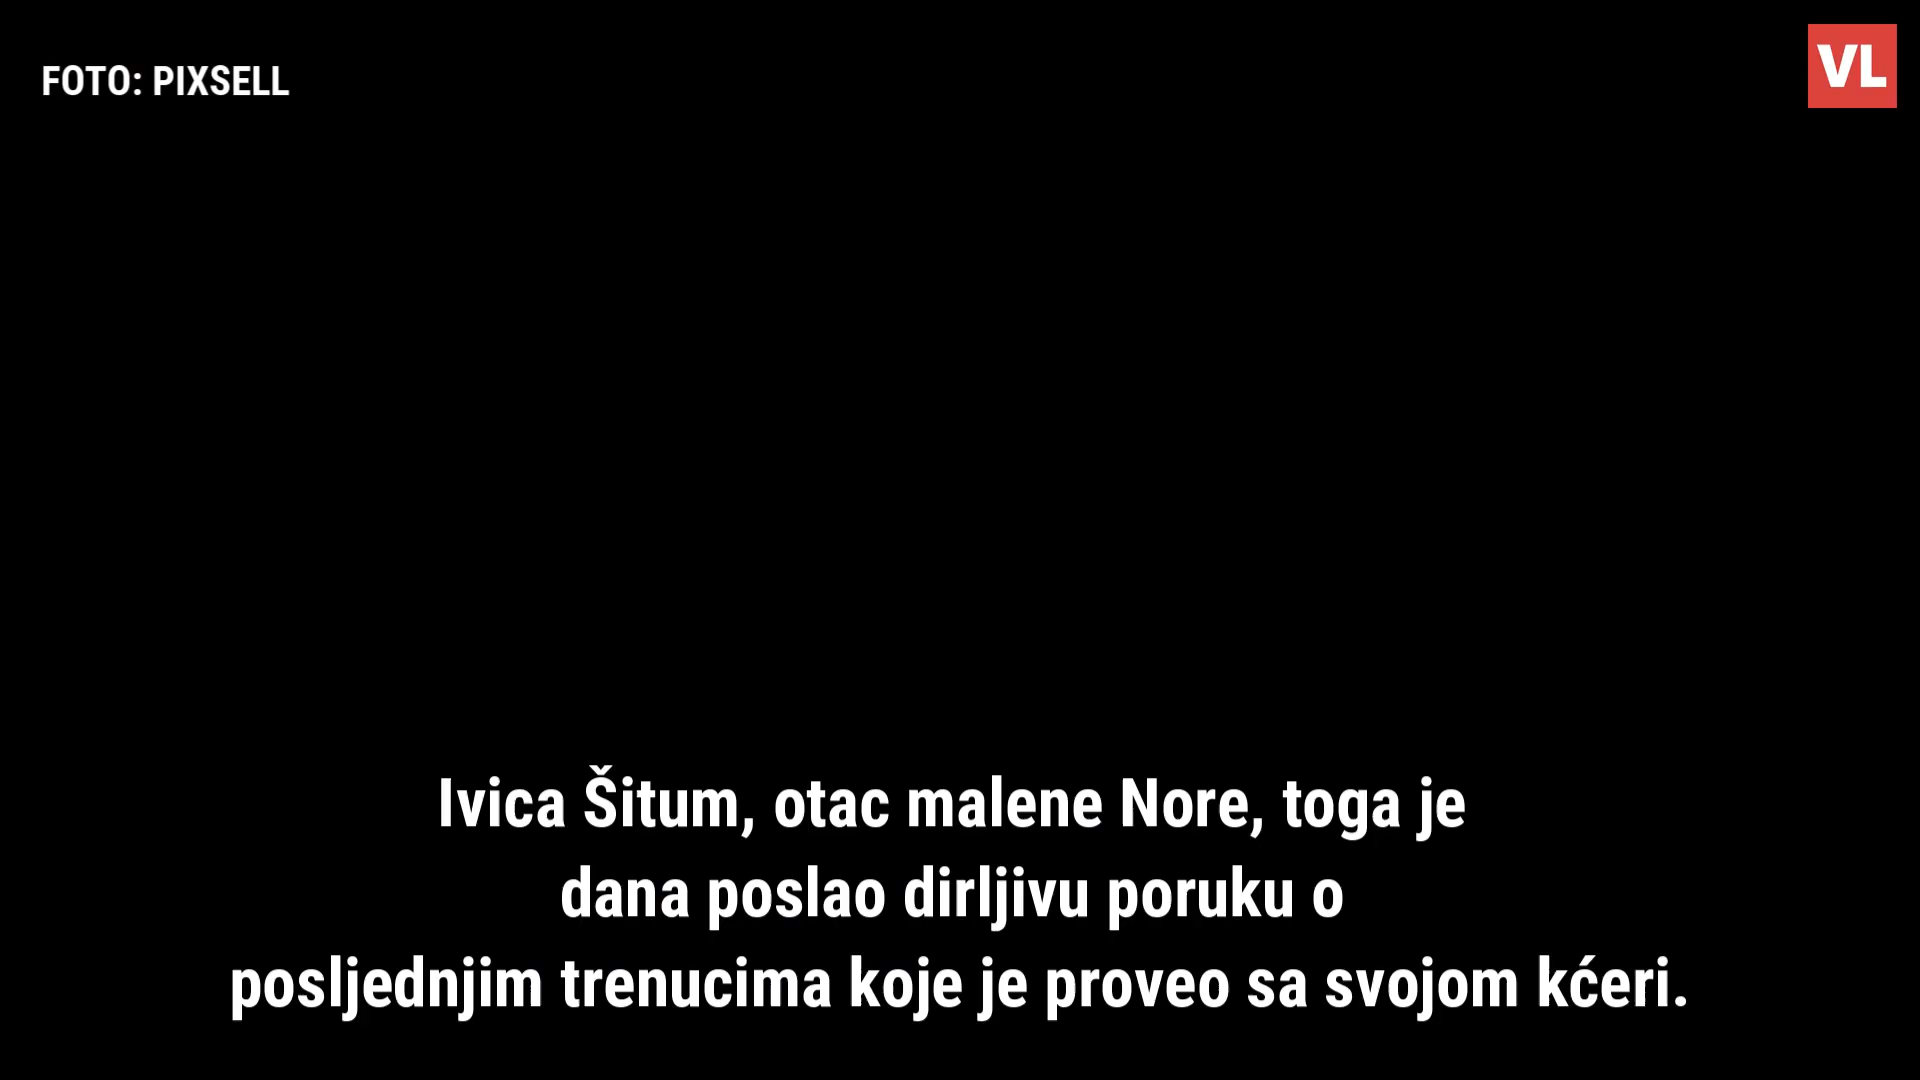 FOTO: PIXSELL
VL
Ivica Šitum, otac malene Nore, toga je
dana poslao dirljivu poruku o
posljednjim trenucima koje je proveo sa svojom kćeri.